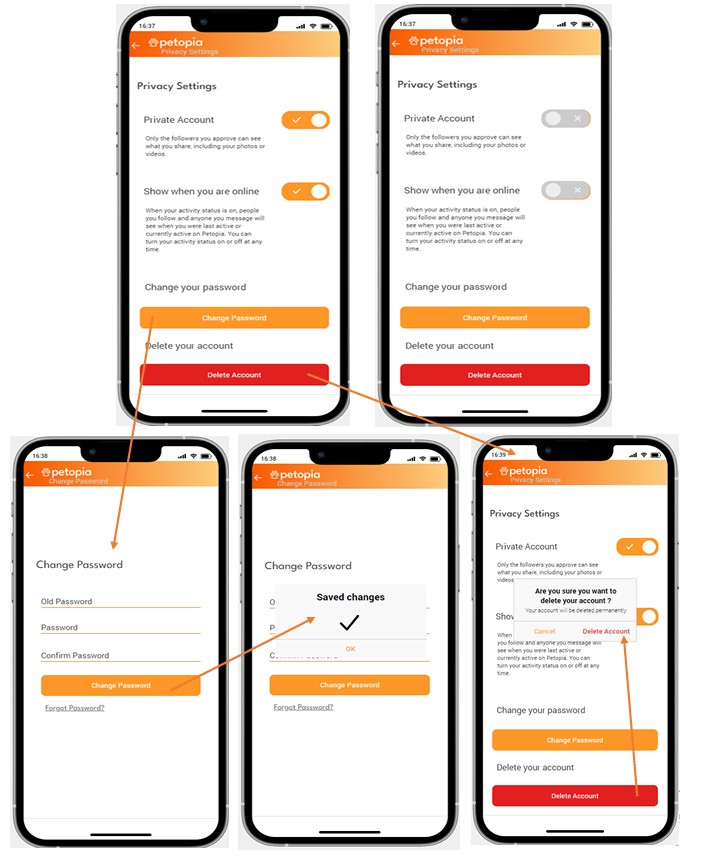 16:37
petopia
Privacy Settings
Privacy Settings
Private Account
Only the followers you approve can see
what you share, including your photos or
videos.
Show when you are online
When your activity status is on, people
you follow and anyone you message will
see when you were last active or
currently active on Petopia. You can
turn your activity status on or off at any
time.
Change your password
Change Password
Delete your account
Delete Account
16:37
petopia
Privacy Settings
Privacy Settings
Private Account
Only the followers you approve can see
what you share, including your photos or
videos.
Show when you are online
When your activity status is on, people
you follow and anyone you message will
see when you were last active or
currently active on Petopia. You can
turn your activity status on or off at any
time.
Change your password
Change Password
Delete your account
Delete Account
16:38
petopia
Change Password
Change Password
Old Password
Password
Confirm Password
Change Password
Forgot Password?
16:38
petopia
Change Password
Change Password
O
Saved changes
P
OK
Change Password
Forgot Password?
16:39
petopia
Privacy Settings
Privacy Settings
Private Account
Only the followers you approve can see
what you share, including your photos or
videos
Are you sure you want to
delete your account ?
Your account will be deleted permanently
Show
Cancel
Delete Account
When
you follow and anyone you message will
see when you were last active or
currently active on Petopia. You can
turn your activity status on or off at any
time.
Change your password
Change Password
Delete your account
Delete Account